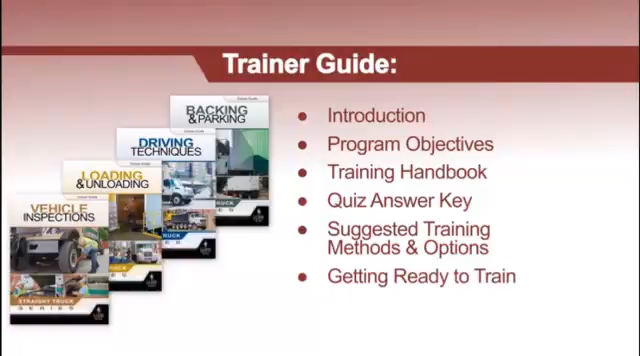 Trainer Guide:
BACKING
& PARKING
DRIVING
TECHNIQUES
LOADING
& UNLOADING
VEHICLE
INSPECTIONS
STRAIGHT TRUCK
SERIES
• Introduction
• Program Objectives
• Training Handbook
• Quiz Answer Key
• Suggested Training
Methods & Options
• Getting Ready to Train